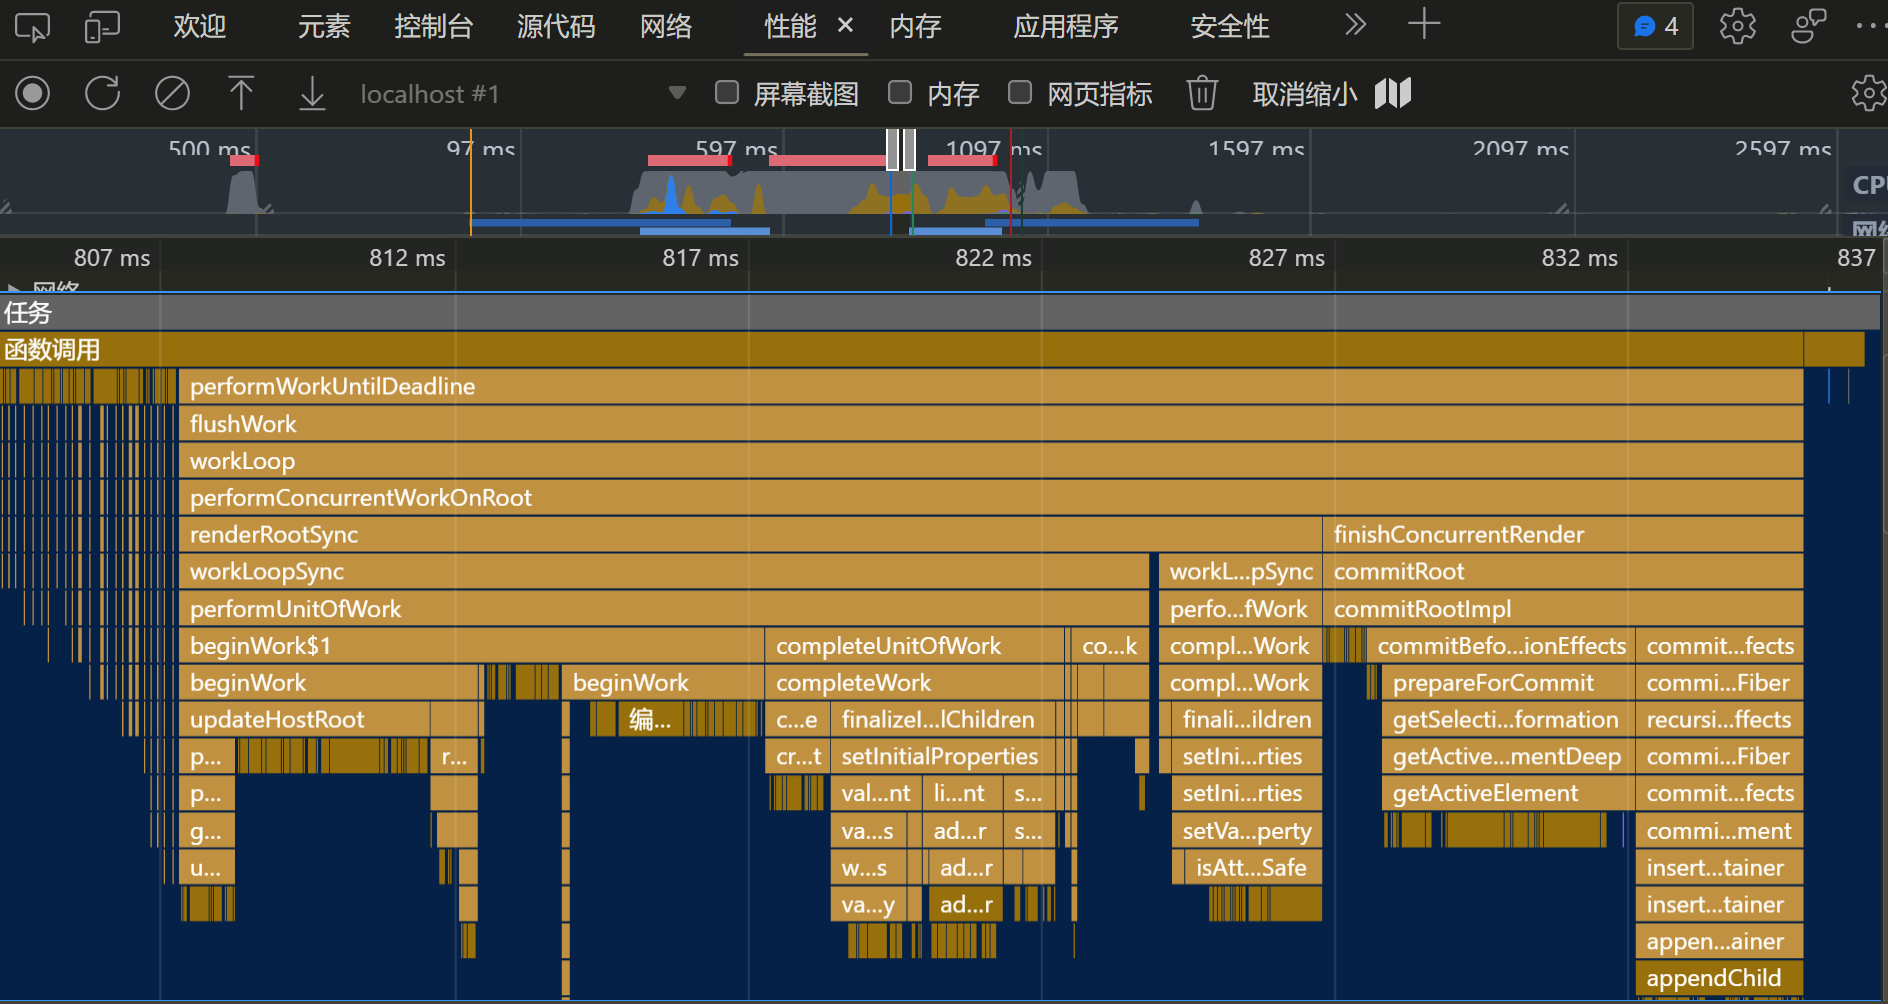 欢迎 元素 控制台 源代码 网络 性能 × 内存 应用程序 安全性 4
localhost #1 屏幕截图 内存 网页指标 取消缩小
500 ms 97 ms 597 ms 1097 ms 1597 ms 2097 ms 2597 ms
CPU
网络
807 ms 812 ms 817 ms 822 ms 827 ms 832 ms 837
网络
任务
函数调用
performWorkUntilDeadline
flushWork
workLoop
performConcurrentWorkOnRoot
renderRootSync finishConcurrentRender
workLoopSync workL...pSync commitRoot
performUnitOfWork perfo...fWork commitRootImpl
beginWork$1 completeUnitOfWork co...k compl...Work commitBefo...ionEffects commit...fects
beginWork beginWork completeWork compl...Work prepareForCommit commi...Fiber
updateHostRoot 编... c...e finalizeI...lChildren finali...ildren getSelecti...formation recursi...ffects
p... r... cr...t setInitialProperties setIni...rties getActive...mentDeep commi...Fiber
p... val...nt li...nt s... setIni...rties getActiveElement commit...fects
g... va...s ad...r s... setVa...perty commi...ment
u... w...s ad...r isAtt...Safe insert...tainer
va...y ad...r insert...tainer
appen...ainer
appendChild